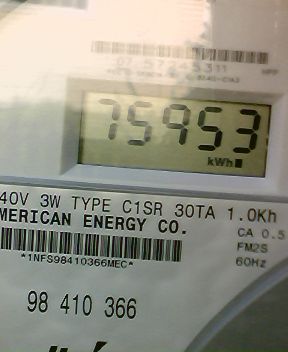 75953
kWh
40V 3W TYPE C1SR 30TA 1.0Kh
MERICAN ENERGY CO.
CA 0.5
FM2S
*1NFS98410366MEC*
60Hz
98 410 366